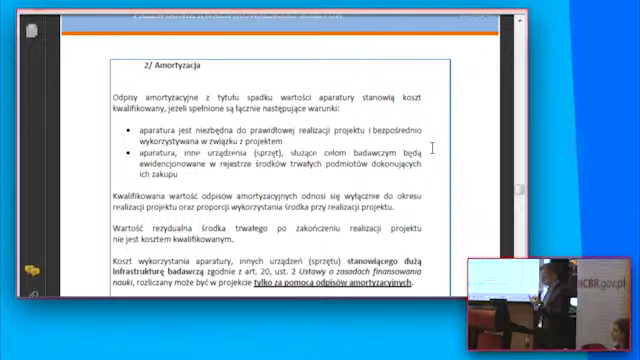 PRZEWODNIK KWALIFIKOWALNOŚCI KOSZTÓW
2/ Amortyzacja
Odpisy amortyzacyjne z tytułu spadku wartości aparatury stanowią koszt
kwalifikowany, jeżeli spełnione są łącznie następujące warunki:
• aparatura jest niezbędna do prawidłowej realizacji projektu i bezpośrednio
wykorzystywana w związku z projektem
• aparatura, inne urządzenia (sprzęt), służące celom badawczym będą
ewidencjonowane w rejestrze środków trwałych podmiotów dokonujących
ich zakupu
Kwalifikowana wartość odpisów amortyzacyjnych odnosi się wyłącznie do okresu
realizacji projektu oraz proporcji wykorzystania środka przy realizacji projektu.
Wartość rezydualna środka trwałego po zakończeniu realizacji projektu
nie jest kosztem kwalifikowanym.
Koszt wykorzystania aparatury, innych urządzeń (sprzętu) stanowiącego dużą
infrastrukturę badawczą zgodnie z art. 20, ust. 2 Ustawy o zasadach finansowania
nauki, rozliczany może być w projekcie tylko za pomocą odpisów amortyzacyjnych.
NCBR.gov.pl